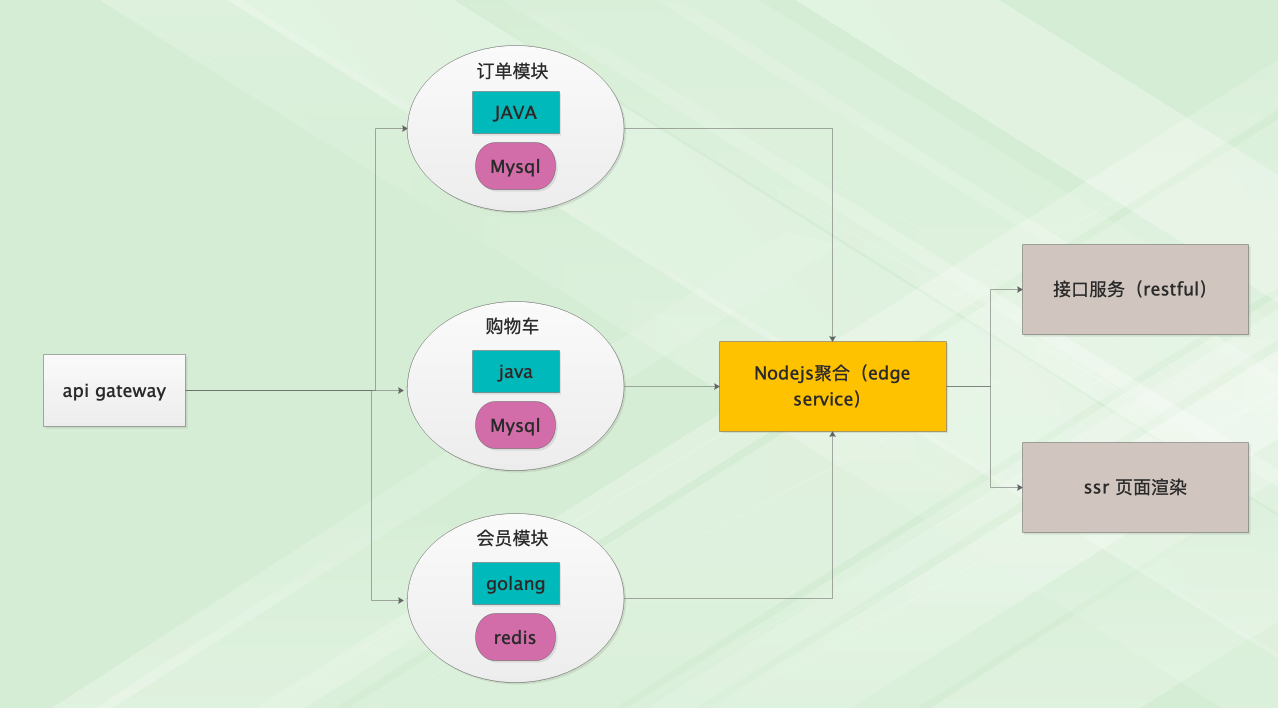 订单模块
JAVA
Mysql
购物车
java
Mysql
会员模块
golang
redis
api gateway
Nodejs聚合（edge
service）
接口服务（restful）
ssr 页面渲染